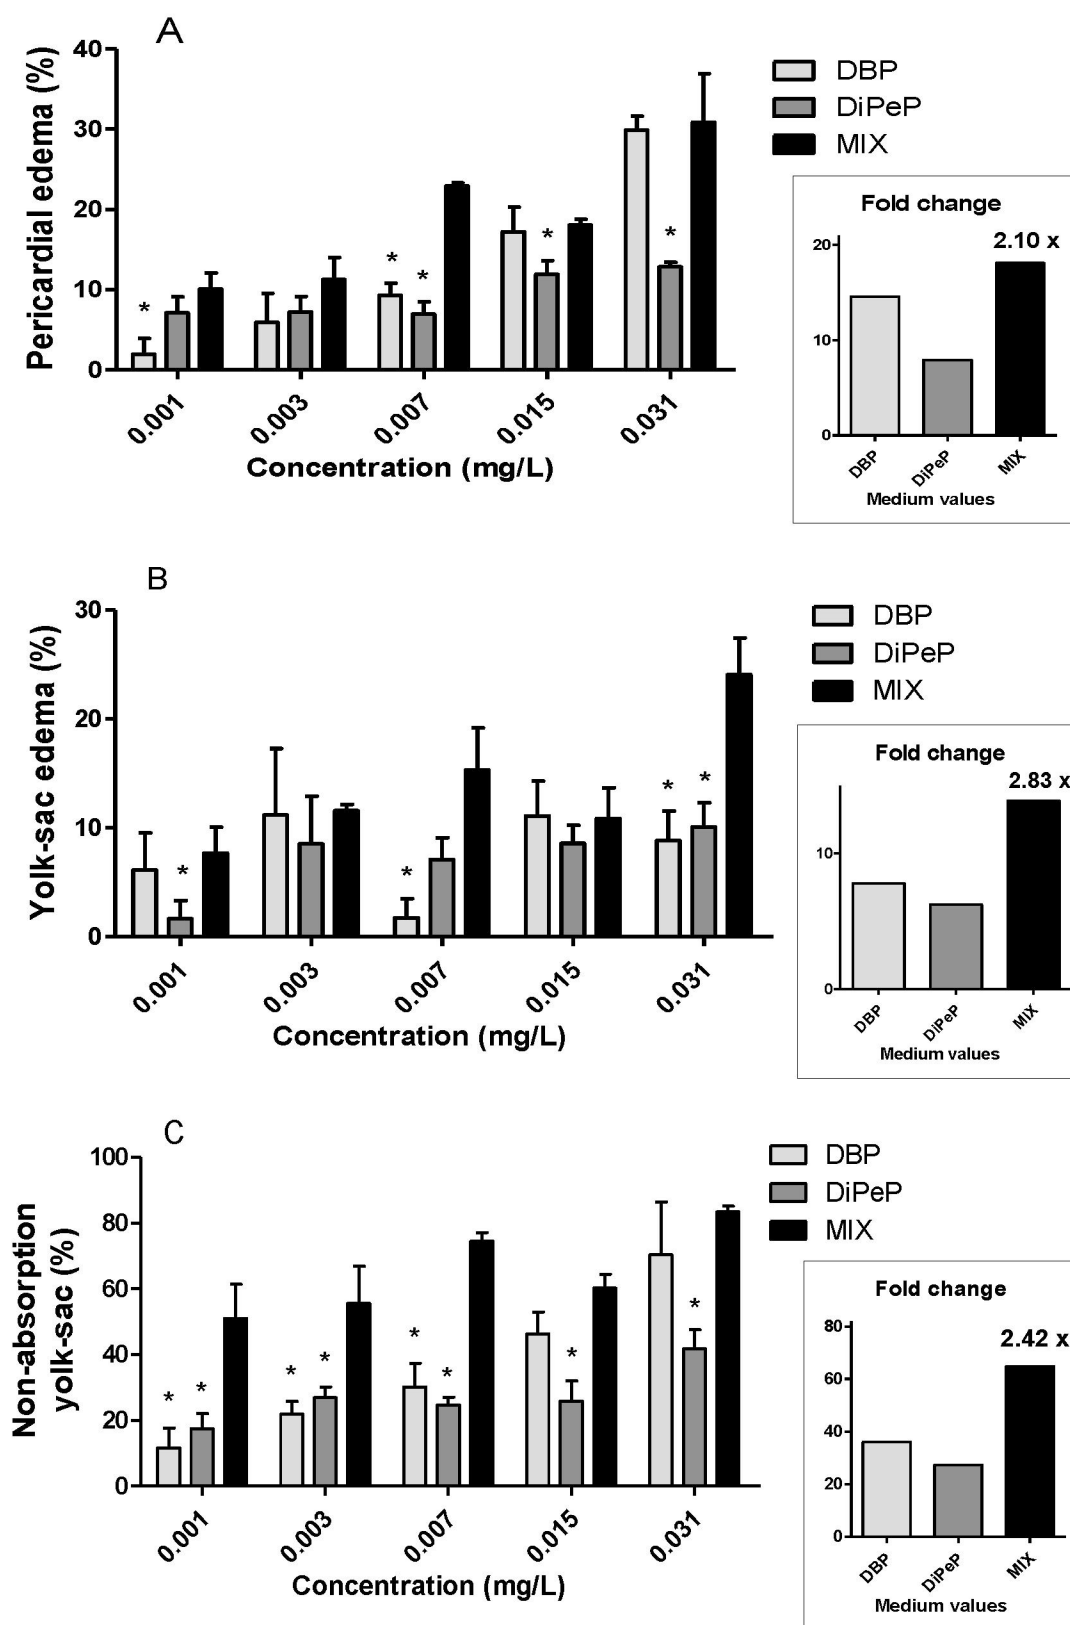 A
Pericardial edema (%)
40
30
20
10
0
* * * * *
0.001 0.003 0.007 0.015 0.031
Concentration (mg/L)
DBP
DiPeP
MIX
Fold change
2.10 x
20
10
0
DBP DiPeP MIX
Medium values
B
Yolk-sac edema (%)
30
20
10
0
* * * *
0.001 0.003 0.007 0.015 0.031
Concentration (mg/L)
DBP
DiPeP
MIX
Fold change
2.83 x
10
0
DBP DiPeP MIX
Medium values
C
Non-absorption
yolk-sac (%)
100
80
60
40
20
0
* * * * * * * *
0.001 0.003 0.007 0.015 0.031
Concentration (mg/L)
DBP
DiPeP
MIX
Fold change
2.42 x
80
60
40
20
0
DBP DiPeP MIX
Medium values